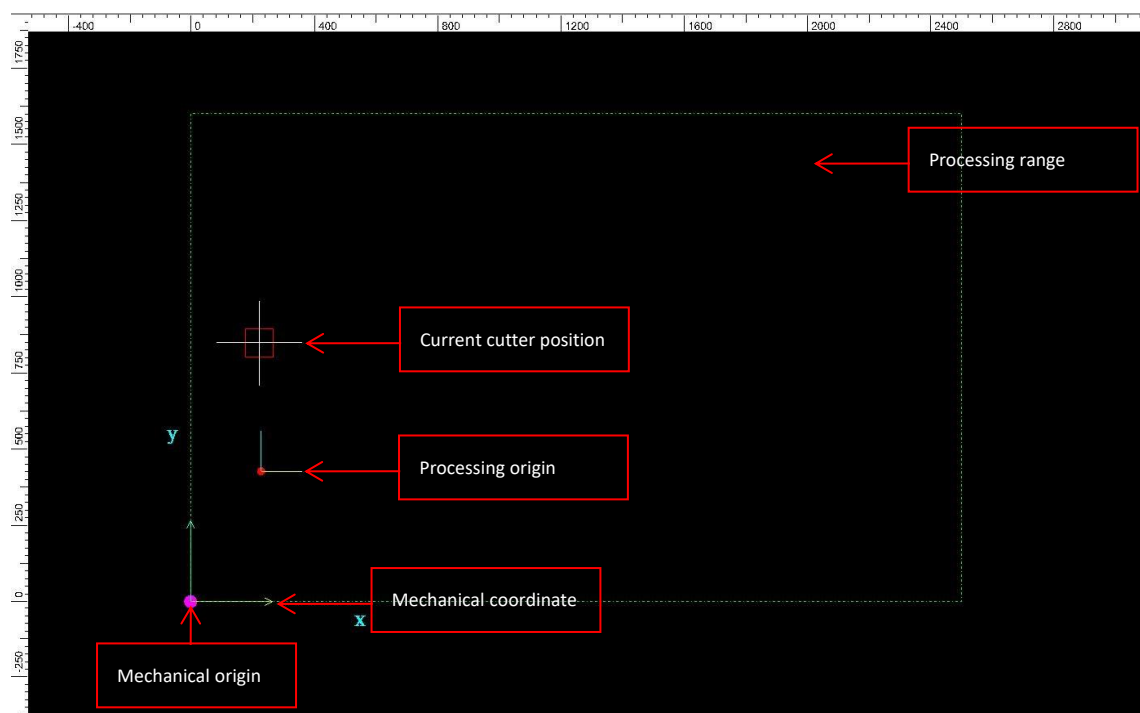 -400 0 400 800 1200 1600 2000 2400 2800
1750
1500
Processing range
1250
1000
Current cutter position
750
y
500
Processing origin
250
Mechanical coordinate
0
x
Mechanical origin
-250